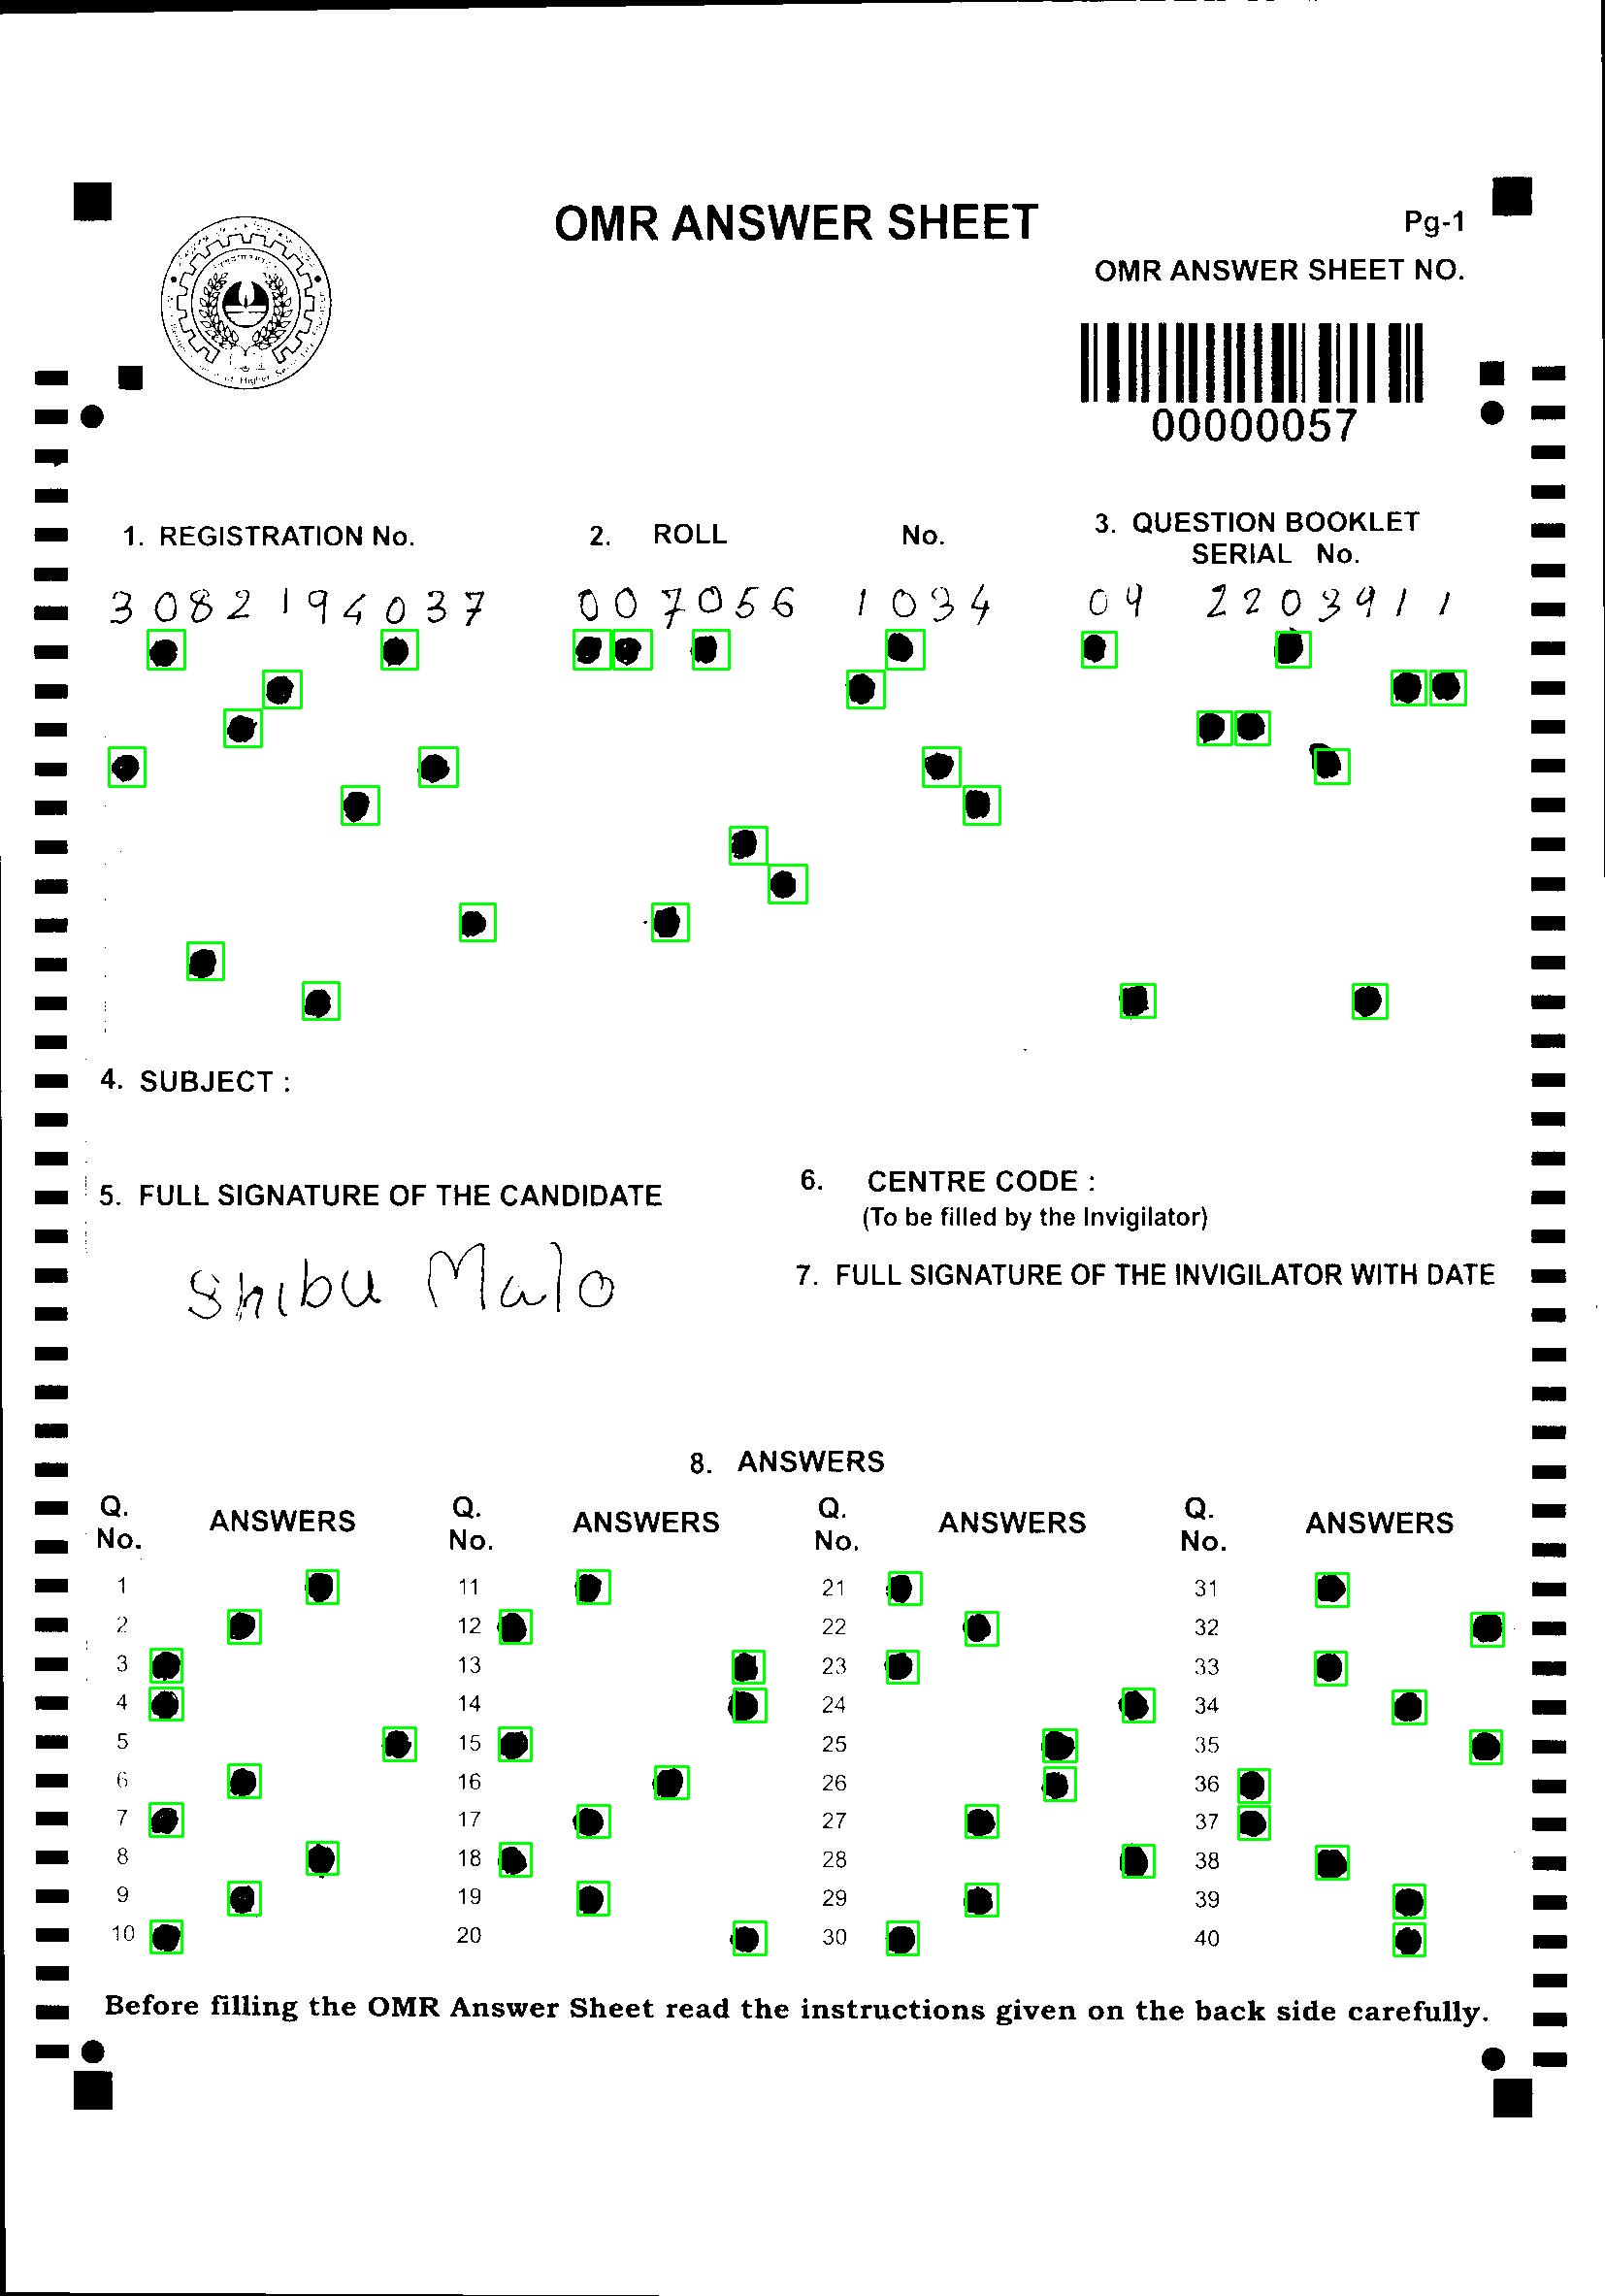 OMR ANSWER SHEET
Pg-1
OMR ANSWER SHEET NO.
00000057
1. REGISTRATION No.
2. ROLL No.
3. QUESTION BOOKLET
SERIAL No.
3082194037 007056 1034 09 2203911
4. SUBJECT :
5. FULL SIGNATURE OF THE CANDIDATE
Shibu Malo
6. CENTRE CODE :
(To be filled by the Invigilator)
7. FULL SIGNATURE OF THE INVIGILATOR WITH DATE
8. ANSWERS
Q. No. ANSWERS Q. No. ANSWERS Q. No. ANSWERS Q. No. ANSWERS
1 11 21 31
2 12 22 32
3 13 23 33
4 14 24 34
5 15 25 35
6 16 26 36
7 17 27 37
8 18 28 38
9 19 29 39
10 20 30 40
Before filling the OMR Answer Sheet read the instructions given on the back side carefully.